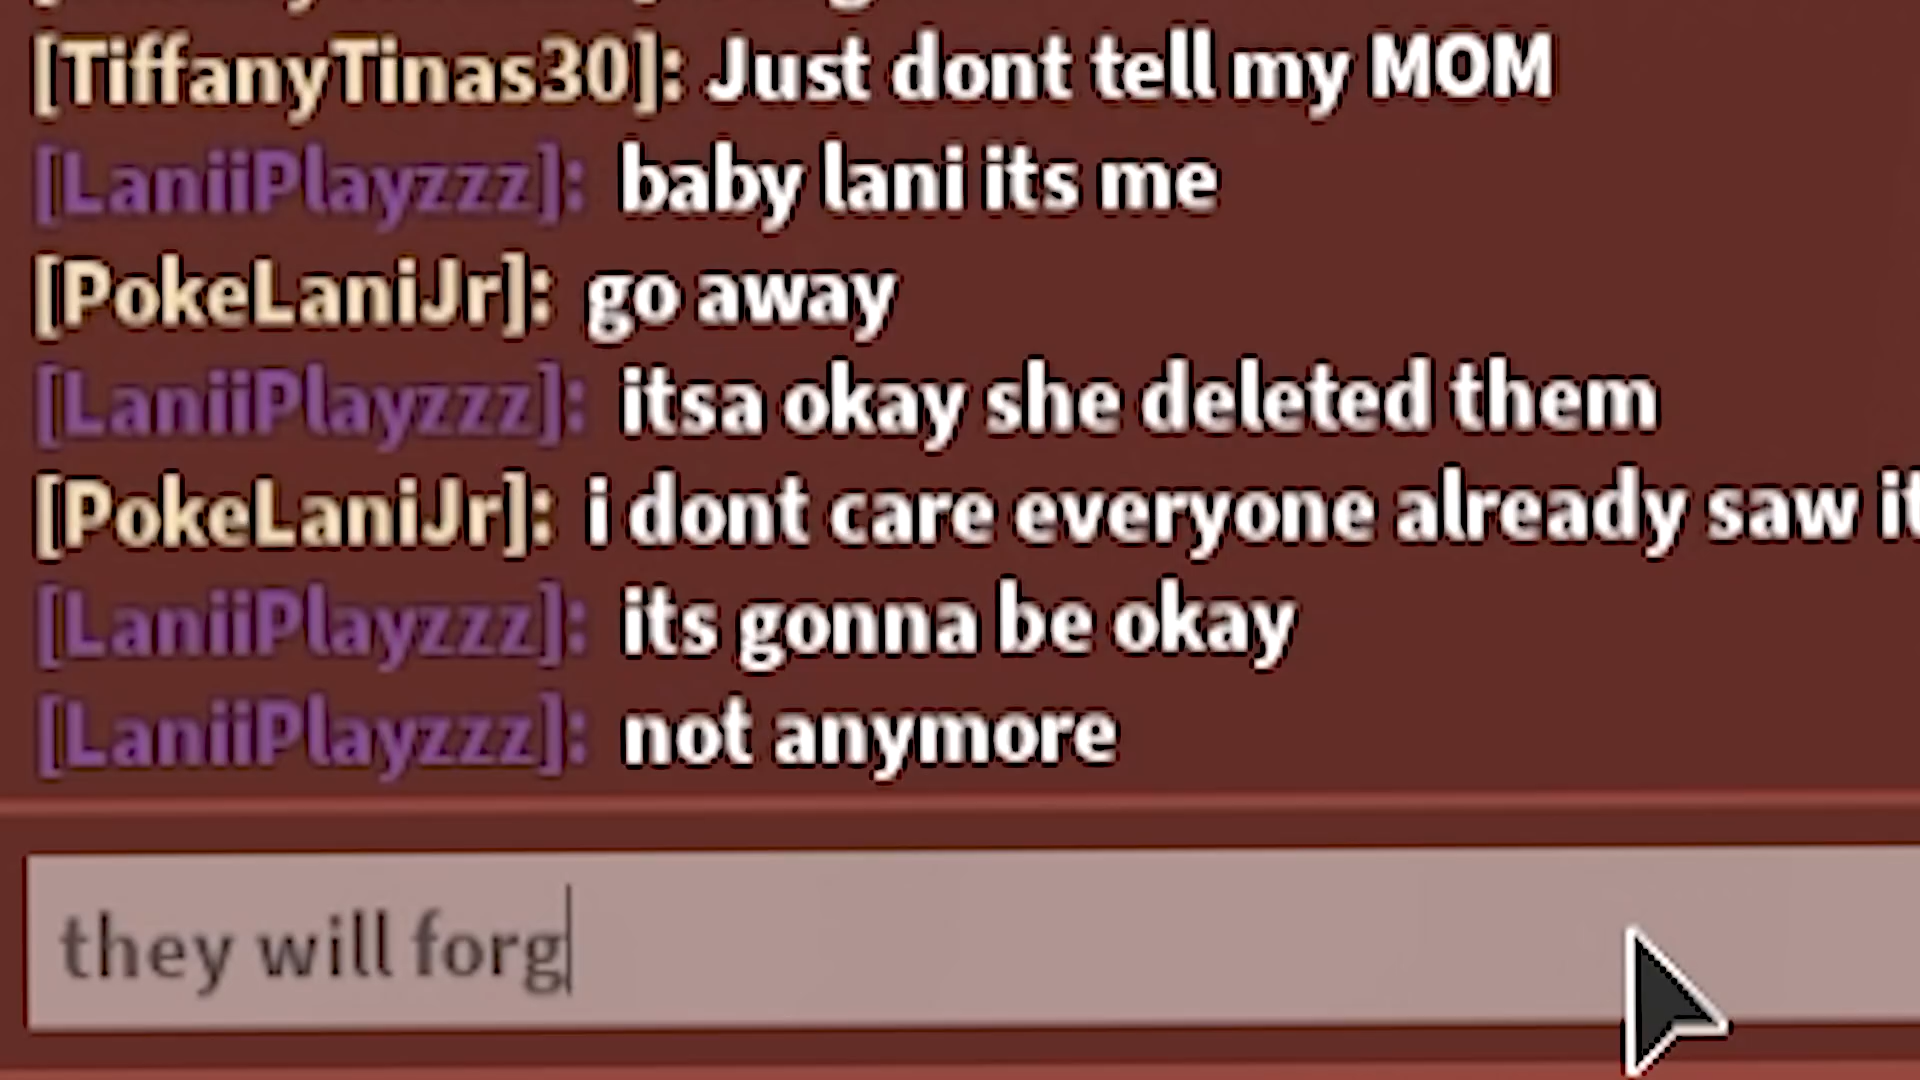 [TiffanyTinas30]: Just dont tell my MOM
[LaniiPlayzzz]: baby lani its me
[PokeLaniJr]: go away
[LaniiPlayzzz]: itsa okay she deleted them
[PokeLaniJr]: i dont care everyone already saw it
[LaniiPlayzzz]: its gonna be okay
[LaniiPlayzzz]: not anymore
they will forg